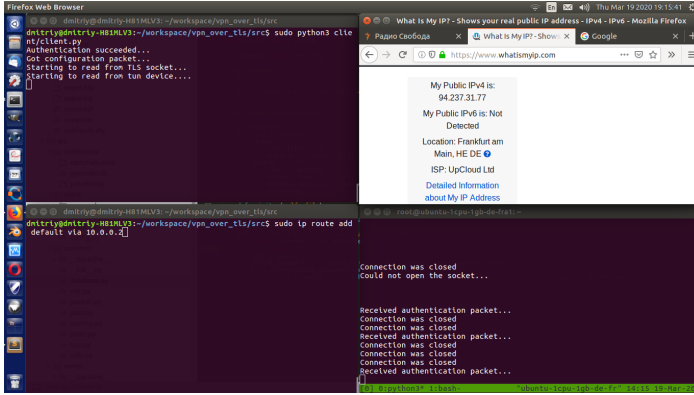 Firefox Web Browser
En
Thu Mar 19 2020 19:15:41
dmitriy@dmitriy-H81MLV3: ~/workspace/vpn_over_tls/src
dmitriy@dmitriy-H81MLV3:~/workspace/vpn_over_tls/src$ sudo python3 clie
nt/client.py
Authentication succeeded...
Got configuration packet...
Starting to read from TLS socket...
Starting to read from tun device....
What Is My IP? - Shows your real public IP address - IPv4 - IPv6 - Mozilla Firefox
Радио Свобода
What Is My IP? - Shows
Google
https://www.whatismyip.com
My Public IPv4 is:
94.237.31.77
My Public IPv6 is: Not
Detected
Location: Frankfurt am
Main, HE DE
ISP: UpCloud Ltd
Detailed Information
about My IP Address
dmitriy@dmitriy-H81MLV3: ~/workspace/vpn_over_tls/src
dmitriy@dmitriy-H81MLV3:~/workspace/vpn_over_tls/src$ sudo ip route add
default via 10.0.0.2
root@ubuntu-1cpu-1gb-de-fra1: ~
Connection was closed
Could not open the socket...
Received authentication packet...
Connection was closed
Connection was closed
Received authentication packet...
Connection was closed
Connection was closed
Connection was closed
Received authentication packet...
[0] 0:python3* 1:bash- "ubuntu-1cpu-1gb-de-fr" 14:15 19-Mar-20